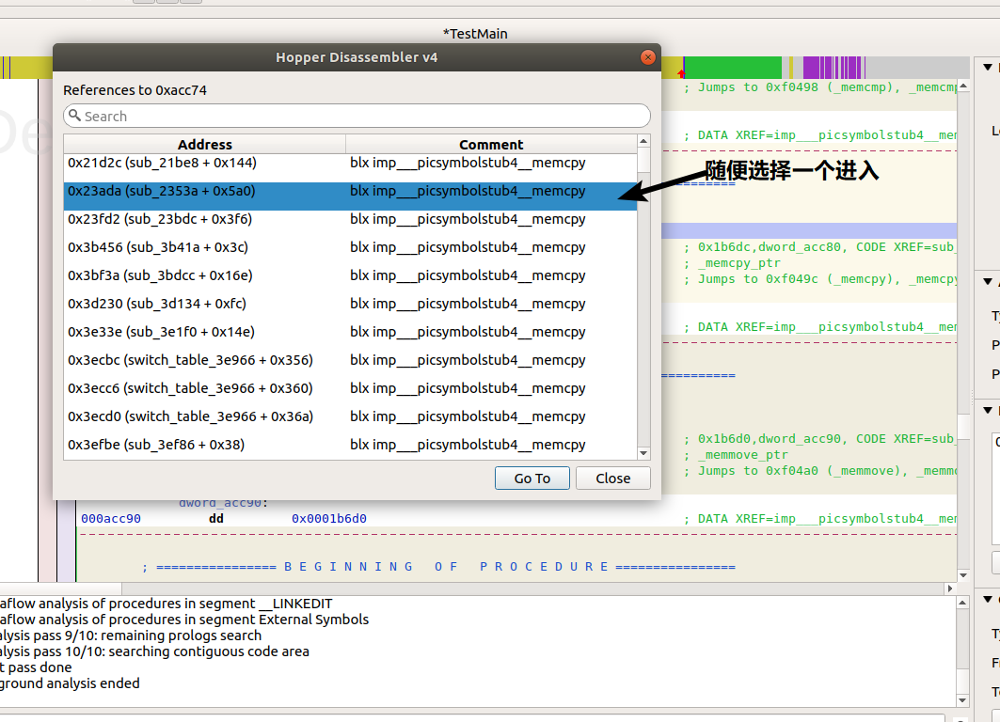 *TestMain
Hopper Disassembler v4
References to 0xacc74
Search
Address Comment
0x21d2c (sub_21be8 + 0x144) blx imp___picsymbolstub4__memcpy
0x23ada (sub_2353a + 0x5a0) blx imp___picsymbolstub4__memcpy
0x23fd2 (sub_23bdc + 0x3f6) blx imp___picsymbolstub4__memcpy
0x3b456 (sub_3b41a + 0x3c) blx imp___picsymbolstub4__memcpy
0x3bf3a (sub_3bdcc + 0x16e) blx imp___picsymbolstub4__memcpy
0x3d230 (sub_3d134 + 0xfc) blx imp___picsymbolstub4__memcpy
0x3e33e (sub_3e1f0 + 0x14e) blx imp___picsymbolstub4__memcpy
0x3ecbc (switch_table_3e966 + 0x356) blx imp___picsymbolstub4__memcpy
0x3ecc6 (switch_table_3e966 + 0x360) blx imp___picsymbolstub4__memcpy
0x3ecd0 (switch_table_3e966 + 0x36a) blx imp___picsymbolstub4__memcpy
0x3efbe (sub_3ef86 + 0x38) blx imp___picsymbolstub4__memcpy
Go To Close
; Jumps to 0xf0498 (_memcmp), _memcmp
; DATA XREF=imp___picsymbolstub4__mem
随便选择一个进入
==========
; 0x1b6dc,dword_acc80, CODE XREF=sub_
; _memcpy_ptr
; Jumps to 0xf049c (_memcpy), _memcpy
; DATA XREF=imp___picsymbolstub4__mem
==========
; 0x1b6d0,dword_acc90, CODE XREF=sub_
; _memmove_ptr
; Jumps to 0xf04a0 (_memmove), _memmo
dword_acc90:
000acc90 dd 0x0001b6d0 ; DATA XREF=imp___picsymbolstub4__mem
; ================ B E G I N N I N G O F P R O C E D U R E ================
aflow analysis of procedures in segment __LINKEDIT
aflow analysis of procedures in segment External Symbols
alysis pass 9/10: remaining prologs search
alysis pass 10/10: searching contiguous code area
t pass done
ground analysis ended